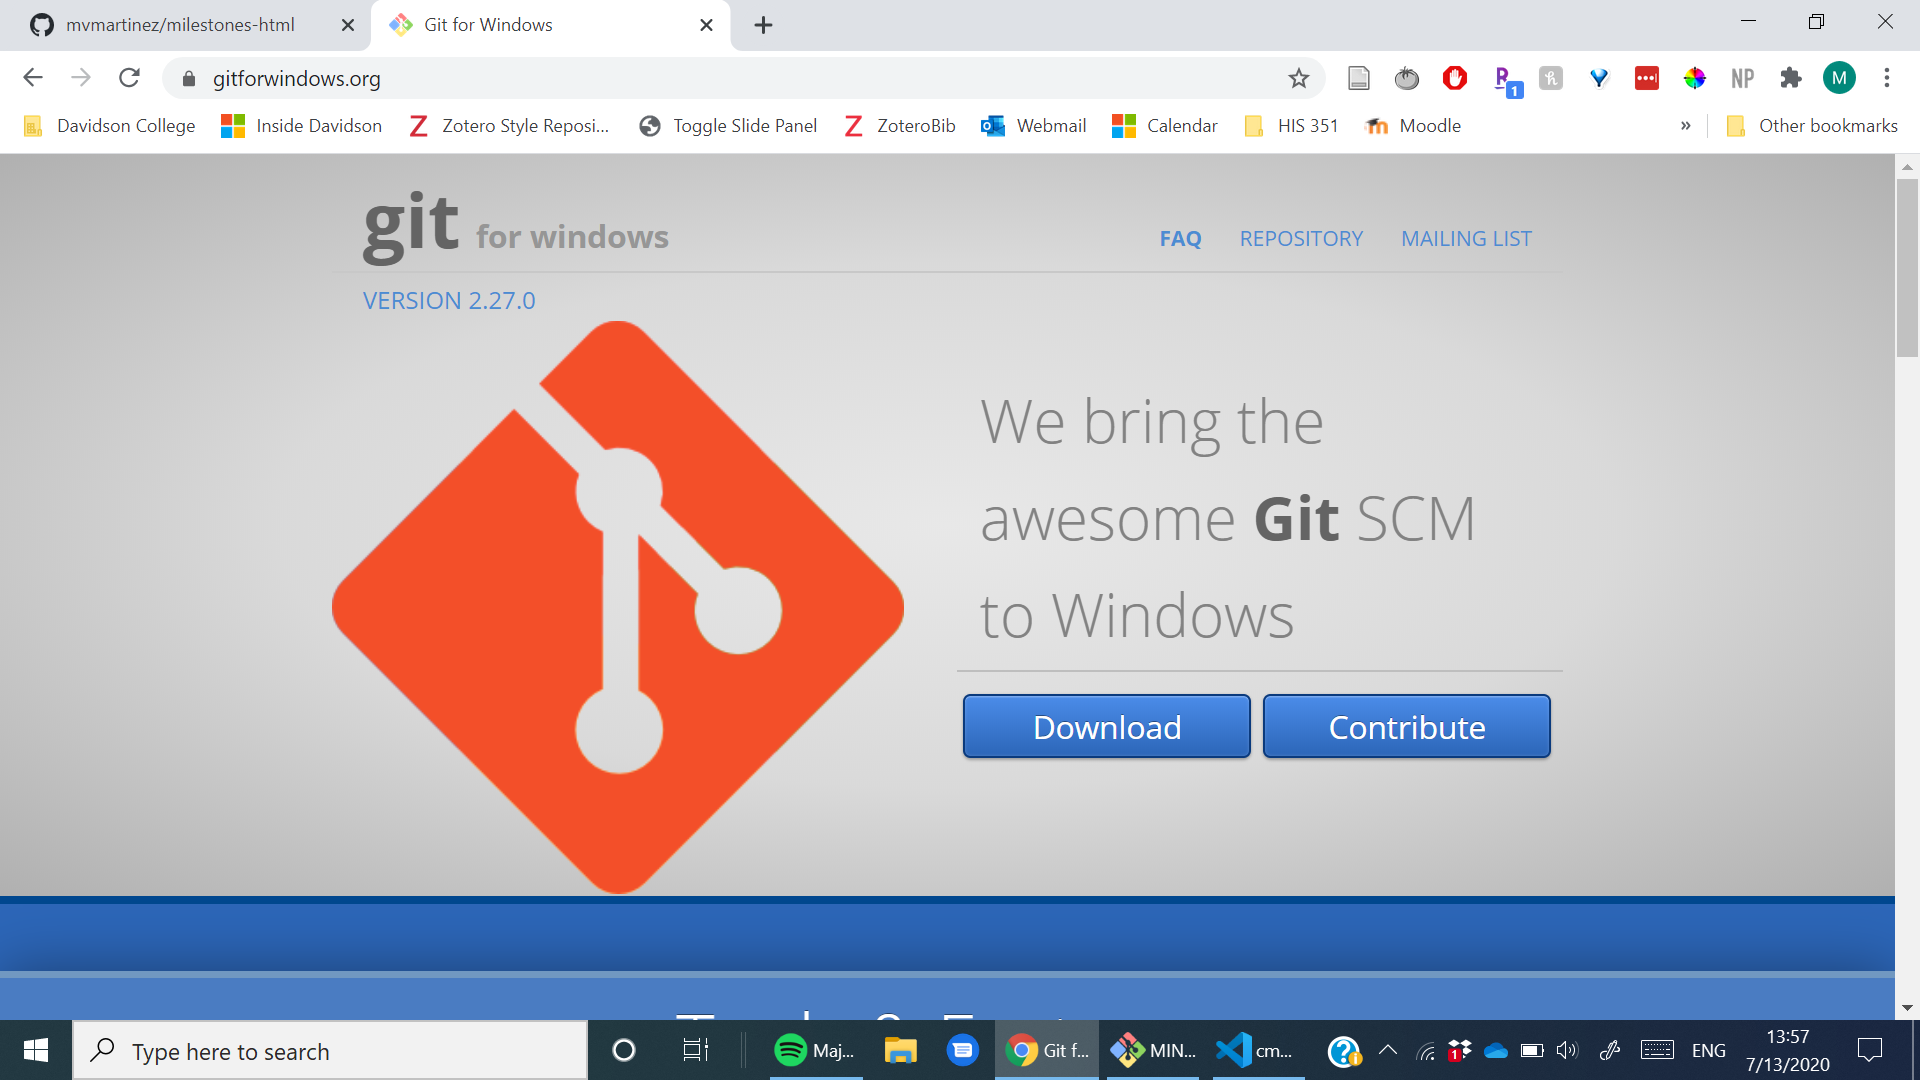 mvmartinez/milestones-html
Git for Windows
gitforwindows.org
1
NP
M
Davidson College
Inside Davidson
Zotero Style Reposi...
Toggle Slide Panel
ZoteroBib
Webmail
Calendar
HIS 351
Moodle
»
Other bookmarks
git for windows
FAQ
REPOSITORY
MAILING LIST
VERSION 2.27.0
We bring the
awesome Git SCM
to Windows
Download
Contribute
Type here to search
Maj...
Git f...
MIN...
cm...
1
ENG
13:57
7/13/2020